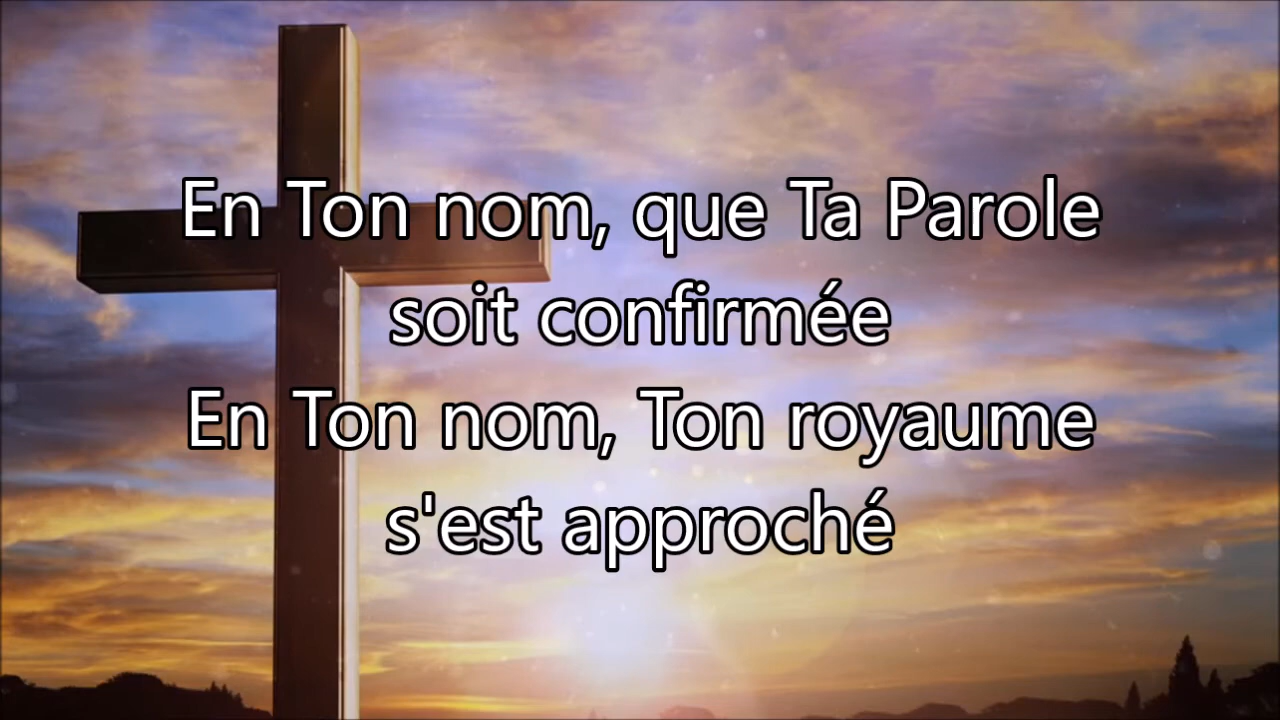 En Ton nom, que Ta Parole
soit confirmée
En Ton nom, Ton royaume
s'est approché